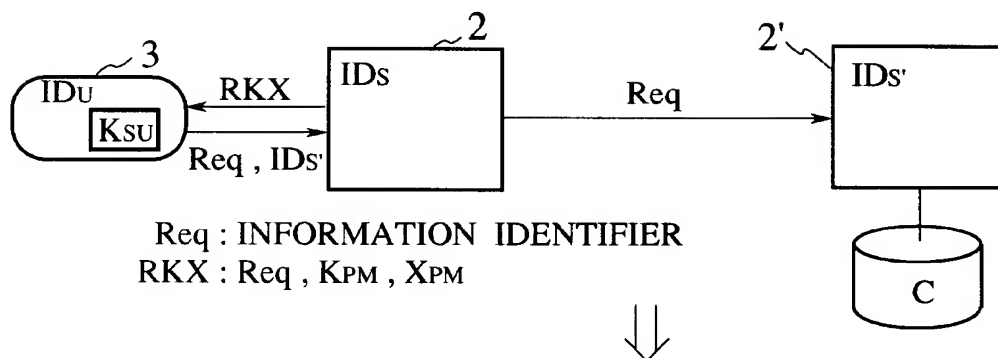 3
IDU
KSU
RKX
Req , IDS'
2
IDS
Req
2'
IDS'
C
Req : INFORMATION IDENTIFIER
RKX : Req , KPM , XPM